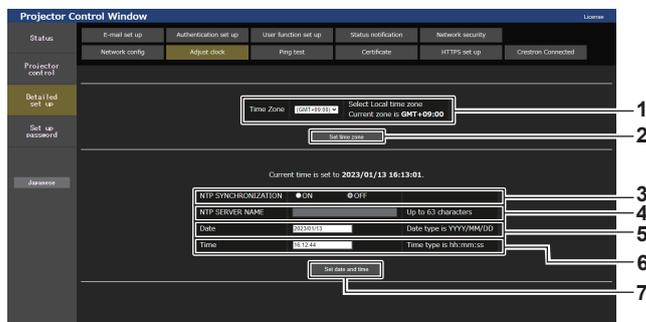 Projector Control Window
License
Status
E-mail set up
Authentication set up
User function set up
Status notification
Network security
Network config
Adjust clock
Ping test
Certificate
HTTPS set up
Crestron Connected
Projector
control
Detailed
set up
Set up
password
Japanese
Time Zone
(GMT+09:00)
Select Local time zone
Current zone is GMT+09:00
1
Set time zone
2
Current time is set to 2023/01/13 16:13:01.
NTP SYNCHRONIZATION ON OFF
3
NTP SERVER NAME Up to 63 characters
4
Date 2023/01/13 Date type is YYYY/MM/DD
5
Time 16:12:44 Time type is hh:mm:ss
6
Set date and time
7